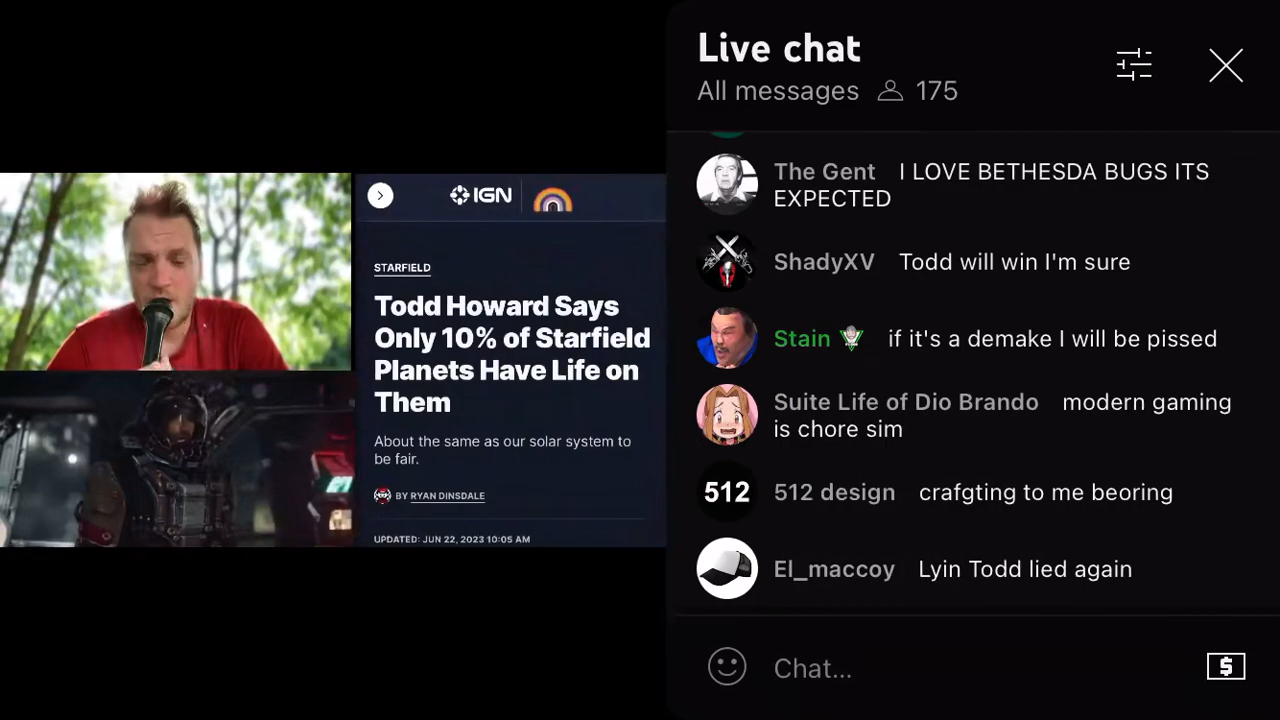 Live chat
All messages 175
IGN
STARFIELD
Todd Howard Says
Only 10% of Starfield
Planets Have Life on
Them
About the same as our solar system to
be fair.
BY RYAN DINSDALE
UPDATED: JUN 22, 2023 10:05 AM
The Gent I LOVE BETHESDA BUGS ITS
EXPECTED
ShadyXV Todd will win I'm sure
Stain if it's a demake I will be pissed
Suite Life of Dio Brando modern gaming
is chore sim
512
512 design crafgting to me beoring
El_maccoy Lyin Todd lied again
Chat...
$